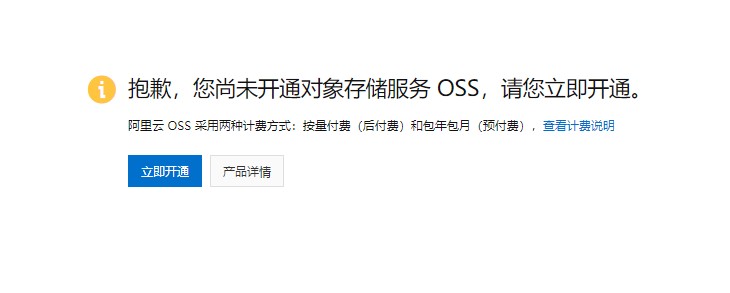 抱歉，您尚未开通对象存储服务 OSS，请您立即开通。
阿里云 OSS 采用两种计费方式：按量付费（后付费）和包年包月（预付费），查看计费说明
立即开通 产品详情